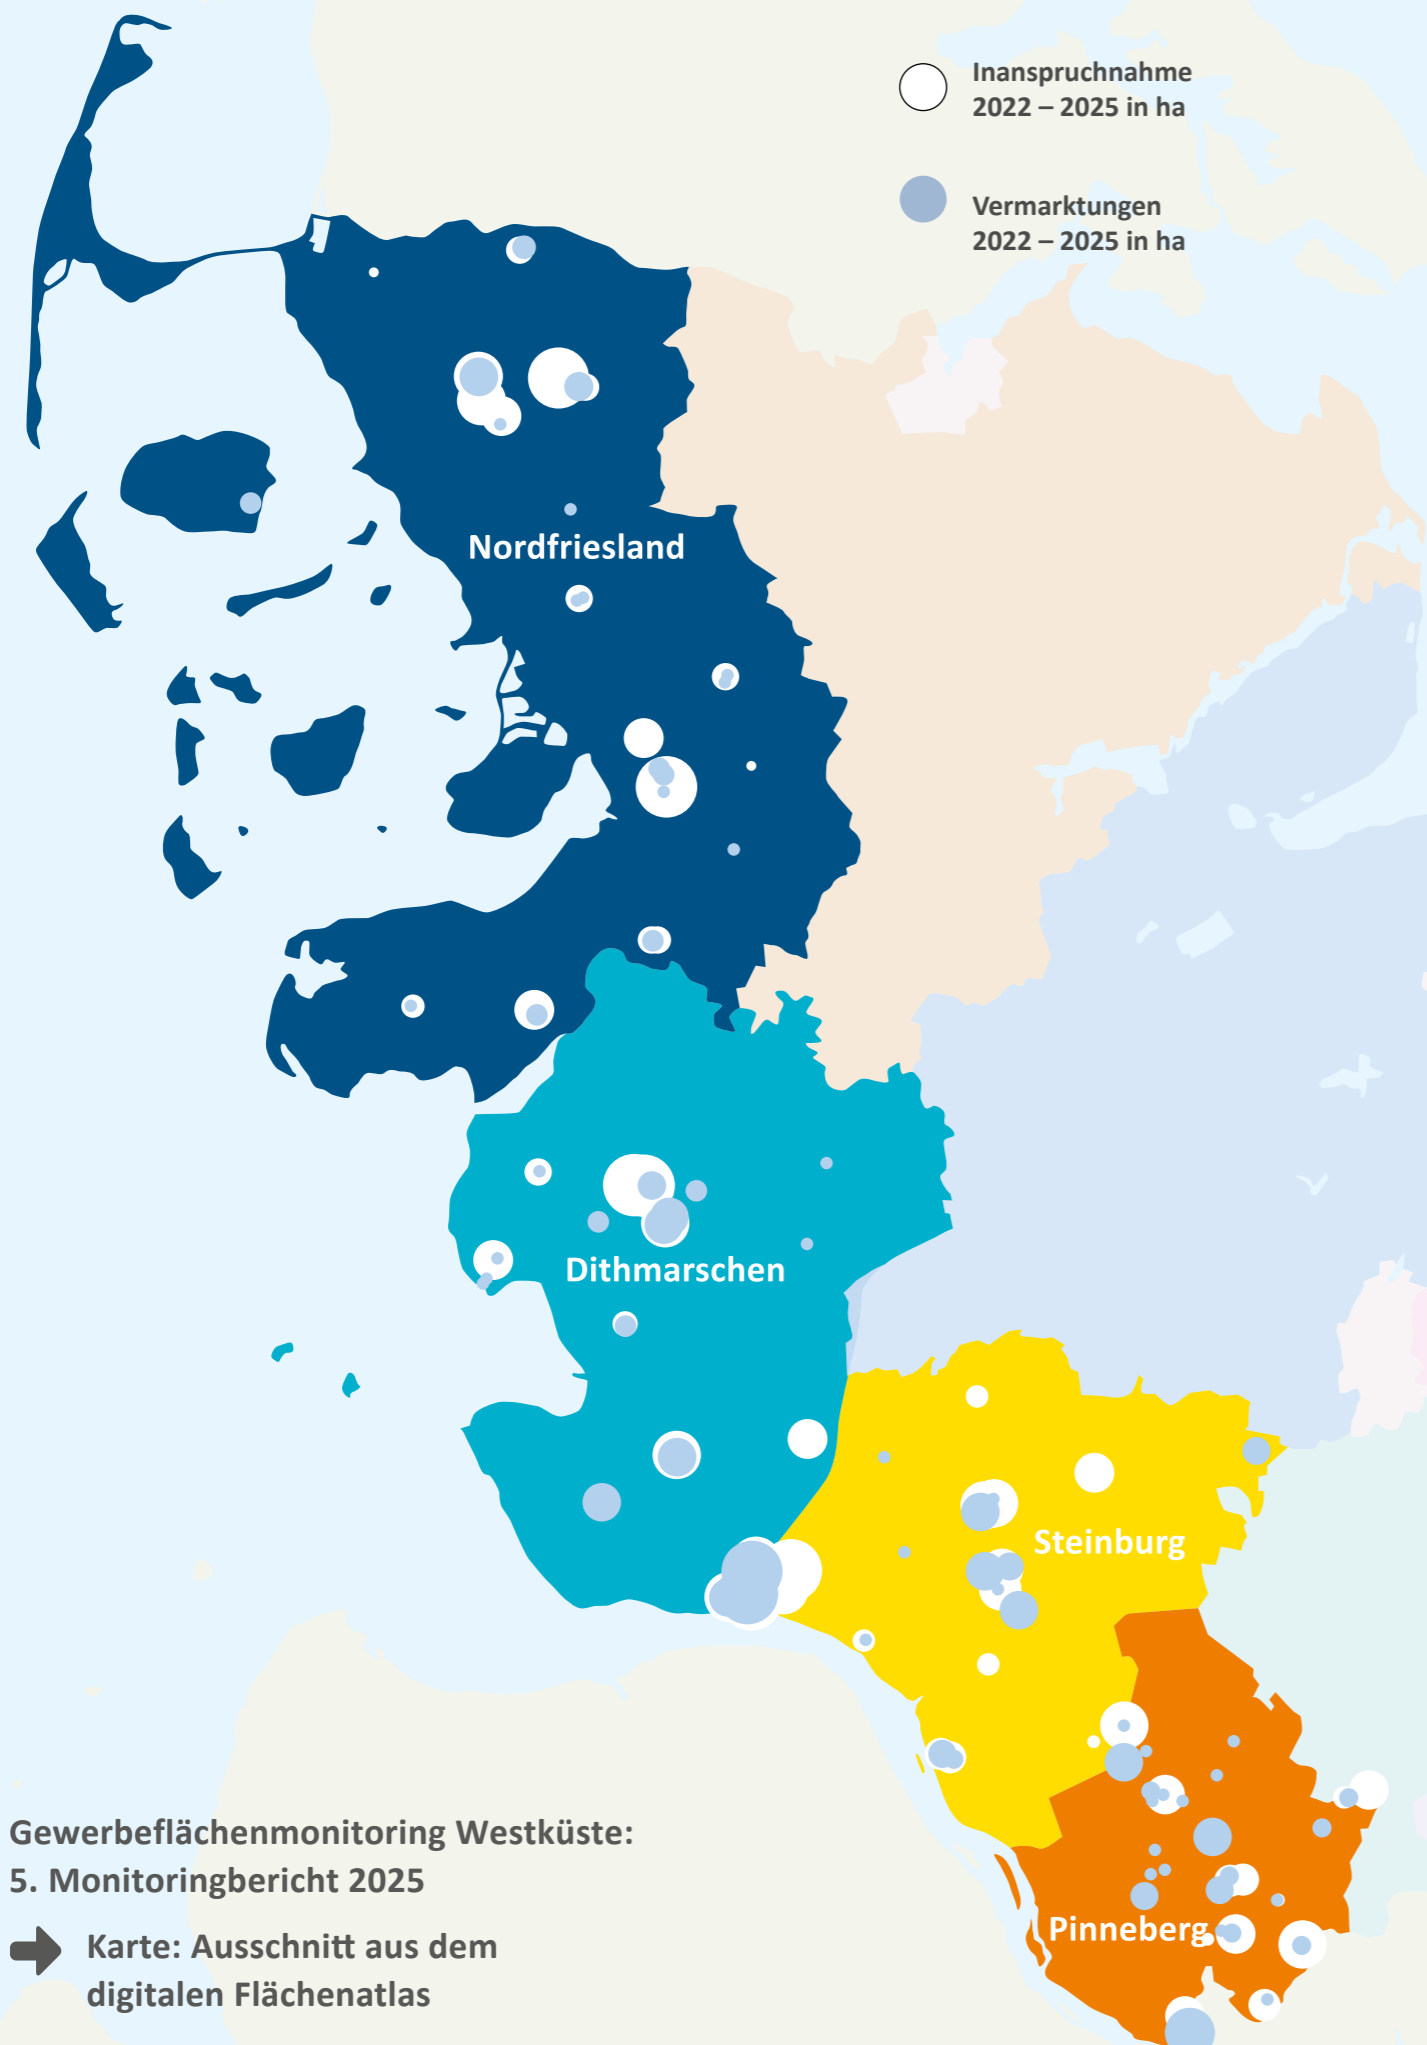 Inanspruchnahme
2022 – 2025 in ha
Vermarktungen
2022 – 2025 in ha
Nordfriesland
Dithmarschen
Steinburg
Pinneberg
Gewerbeflächenmonitoring Westküste:
5. Monitoringbericht 2025
Karte: Ausschnitt aus dem
digitalen Flächenatlas